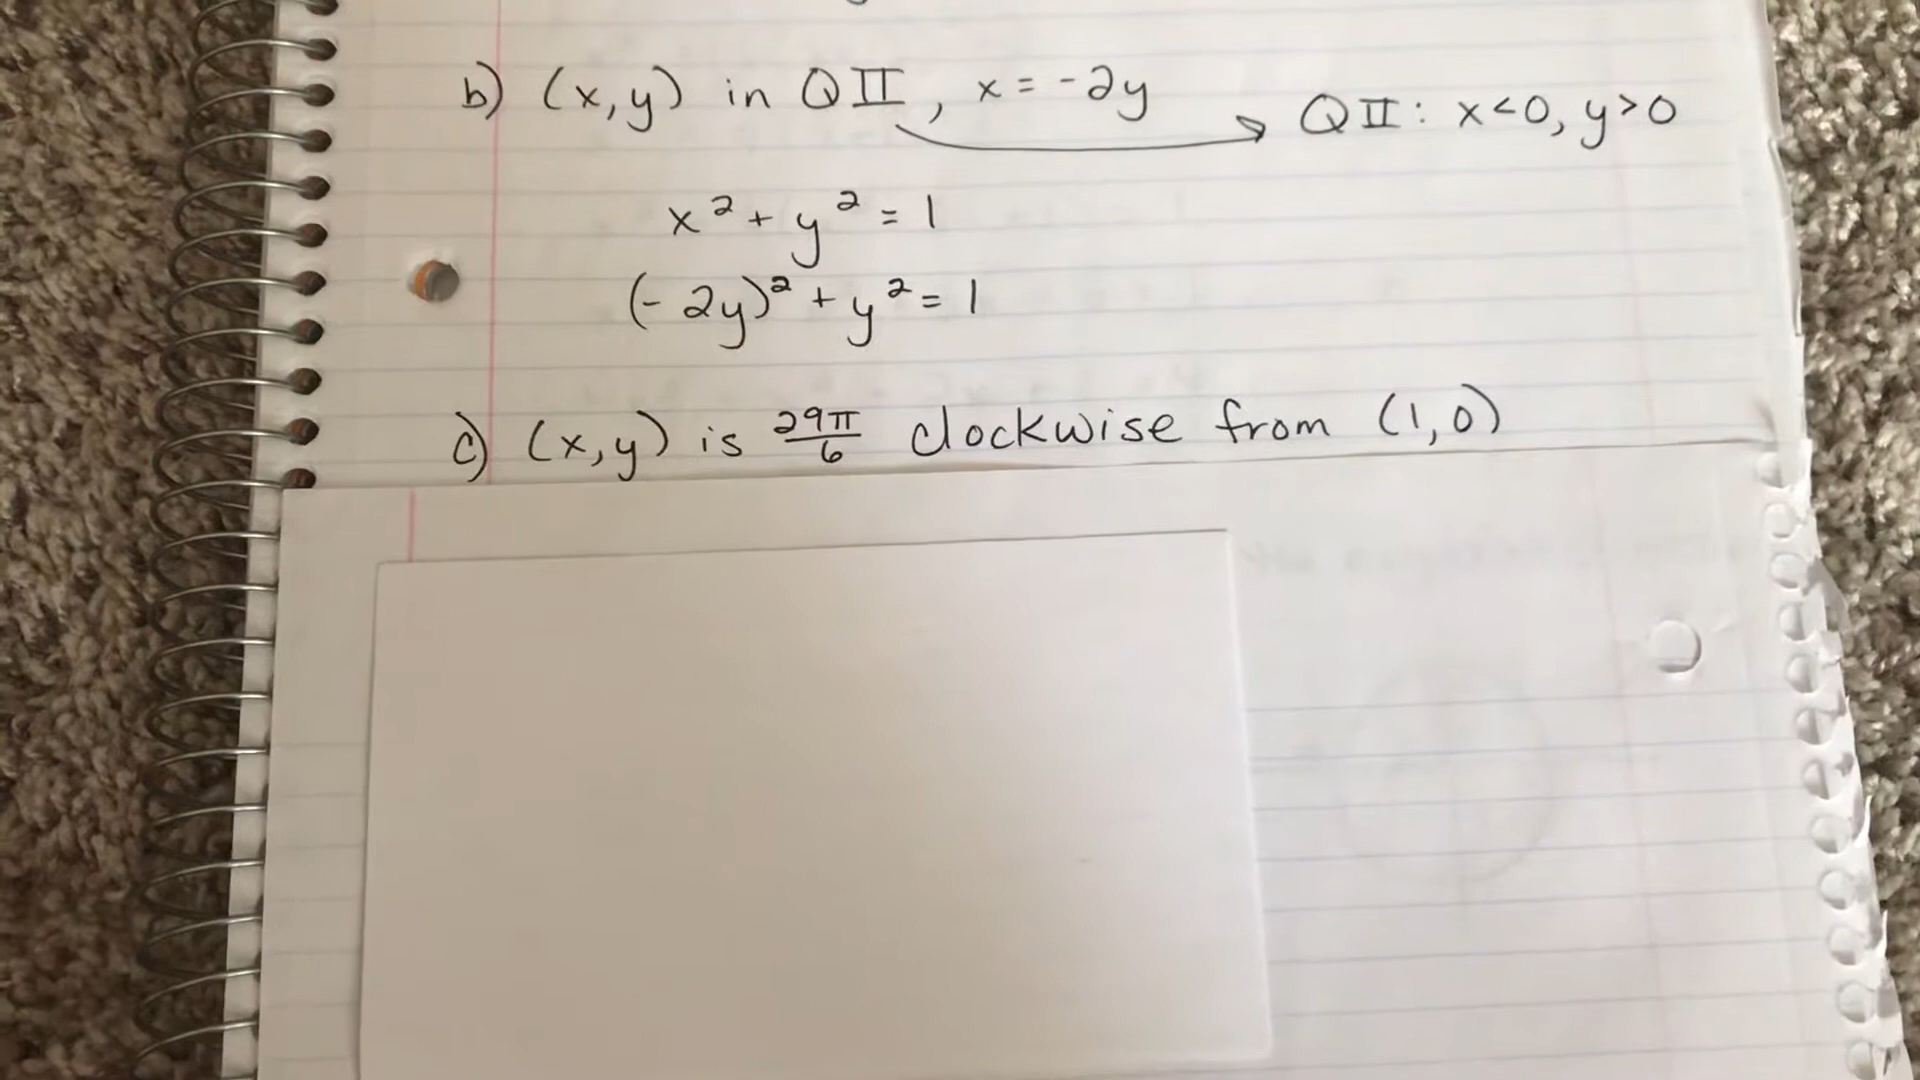 b) (x,y) in QII, x = -2y → QII: x<0, y>0
x² + y² = 1
(-2y)² + y² = 1
c) (x,y) is 29π/6 clockwise from (1,0)